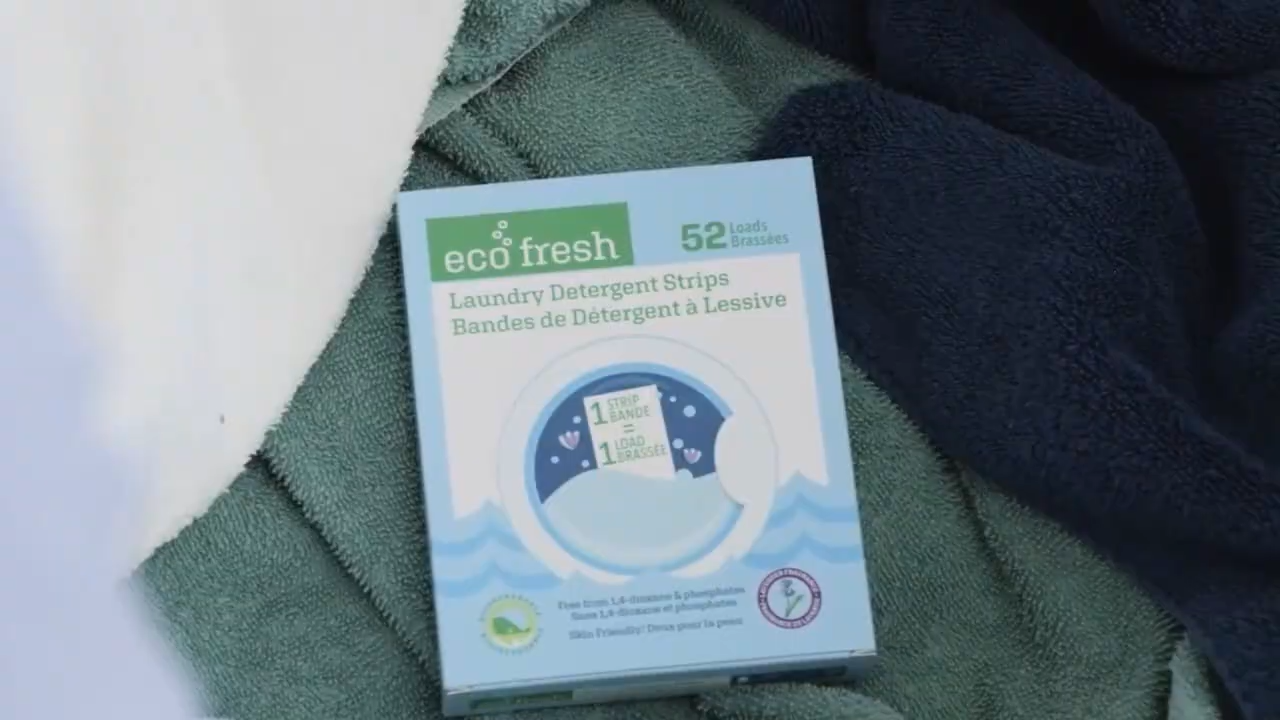 eco fresh
52 Loads
Brassées
Laundry Detergent Strips
Bandes de Détergent à Lessive
1 STRIP
BANDE
=
1 LOAD
BRASSÉE
Free from 1,4-dioxane & phosphates
Sans 1,4-dioxane et phosphates
Skin Friendly/ Doux pour la peau